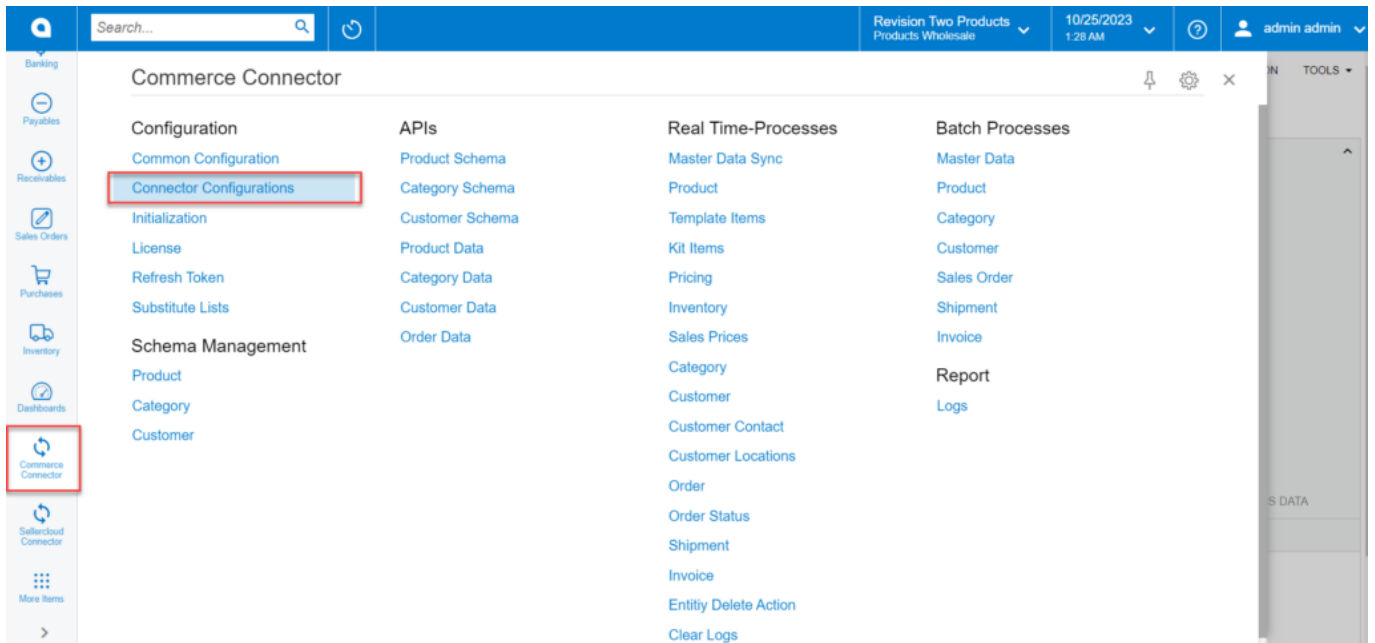 Search...
Revision Two Products
Products Wholesale
10/25/2023
1:28 AM
admin admin
Banking
Payables
Receivables
Sales Orders
Purchases
Inventory
Dashboards
Commerce
Connector
Sellercloud
Connector
More Items
Commerce Connector
TOOLS
Configuration
Common Configuration
Connector Configurations
Initialization
License
Refresh Token
Substitute Lists
Schema Management
Product
Category
Customer
APIs
Product Schema
Category Schema
Customer Schema
Product Data
Category Data
Customer Data
Order Data
Real Time-Processes
Master Data Sync
Product
Template Items
Kit Items
Pricing
Inventory
Sales Prices
Category
Customer
Customer Contact
Customer Locations
Order
Order Status
Shipment
Invoice
Entitiy Delete Action
Clear Logs
Batch Processes
Master Data
Product
Category
Customer
Sales Order
Shipment
Invoice
Report
Logs
S DATA